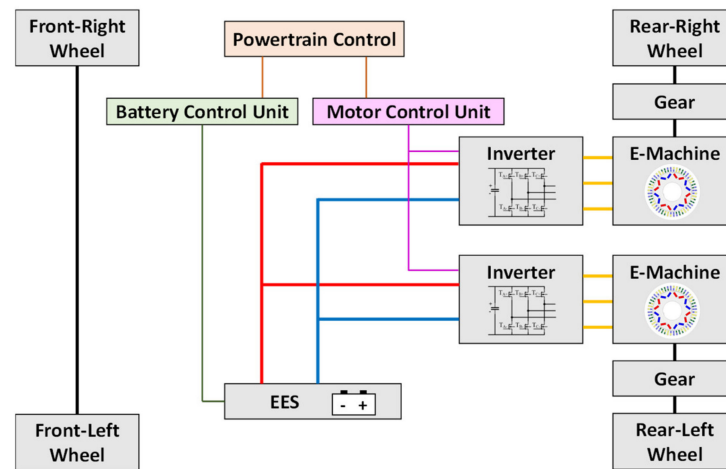 Front-Right
Wheel
Powertrain Control
Rear-Right
Wheel
Battery Control Unit
Motor Control Unit
Gear
Inverter
E-Machine
Inverter
E-Machine
EES
- +
Gear
Front-Left
Wheel
Rear-Left
Wheel